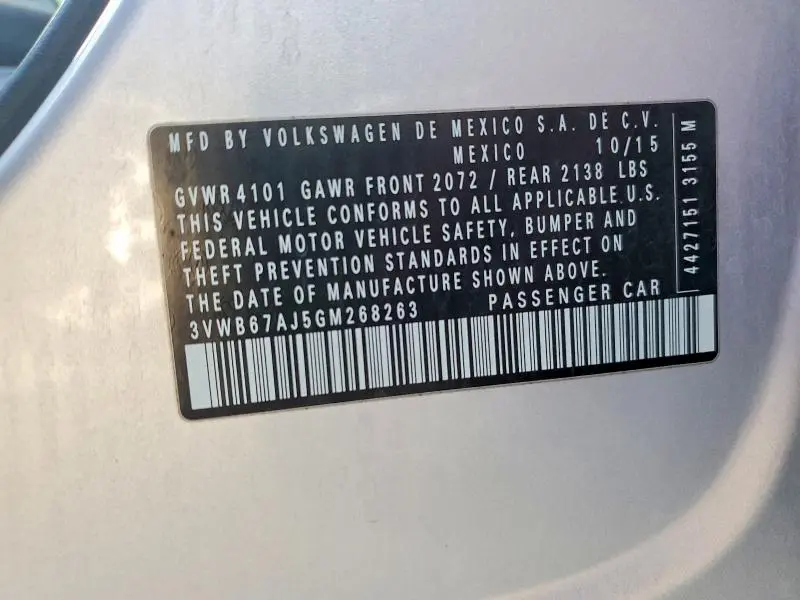 MFD BY VOLKSWAGEN DE MEXICO S.A. DE C.V.
MEXICO 10/15
GVWR 4101 GAWR FRONT 2072 / REAR 2138 LBS
THIS VEHICLE CONFORMS TO ALL APPLICABLE U.S.
FEDERAL MOTOR VEHICLE SAFETY, BUMPER AND
THEFT PREVENTION STANDARDS IN EFFECT ON
THE DATE OF MANUFACTURE SHOWN ABOVE.
3VWB67AJ5GM268263 PASSENGER CAR
4427151 3155 M